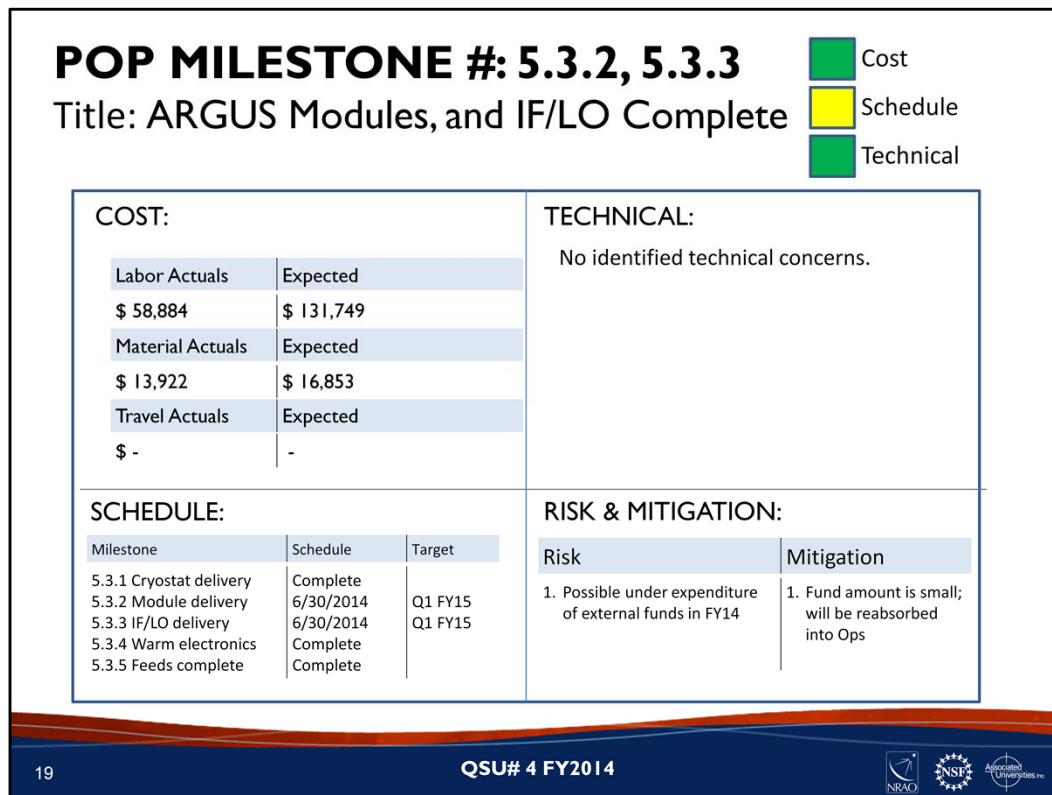 POP MILESTONE #: 5.3.2, 5.3.3
Title: ARGUS Modules, and IF/LO Complete
Cost
Schedule
Technical
COST:
Labor Actuals Expected
$ 58,884 $ 131,749
Material Actuals Expected
$ 13,922 $ 16,853
Travel Actuals Expected
$ - -
TECHNICAL:
No identified technical concerns.
SCHEDULE:
Milestone Schedule Target
5.3.1 Cryostat delivery Complete
5.3.2 Module delivery 6/30/2014 Q1 FY15
5.3.3 IF/LO delivery 6/30/2014 Q1 FY15
5.3.4 Warm electronics Complete
5.3.5 Feeds complete Complete
RISK & MITIGATION:
Risk Mitigation
1. Possible under expenditure
of external funds in FY14
1. Fund amount is small;
will be reabsorbed
into Ops
19
QSU# 4 FY2014
NRAO
NSF
Associated
Universities, Inc